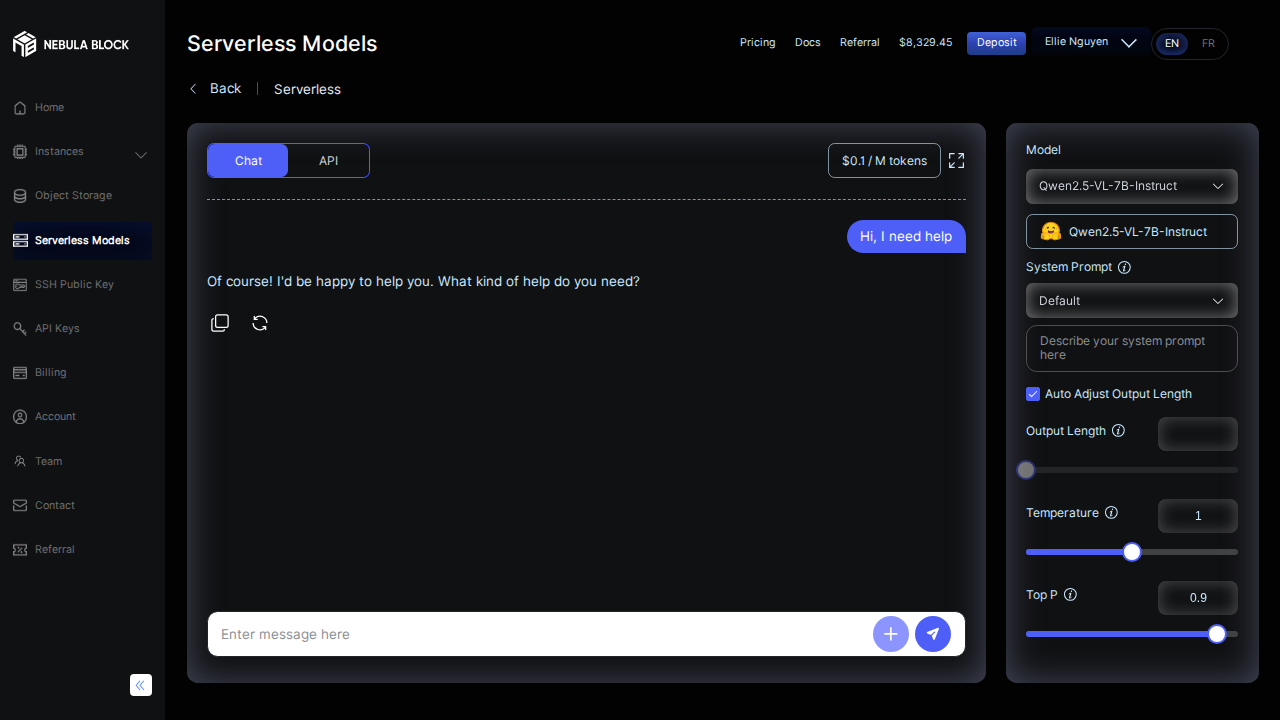 NEBULA BLOCK
Home
Instances
Object Storage
Serverless Models
SSH Public Key
API Keys
Billing
Account
Team
Contact
Referral
Serverless Models
Pricing
Docs
Referral
$8,329.45
Deposit
Ellie Nguyen
EN
FR
Back
Serverless
Chat
API
$0.1 / M tokens
Hi, I need help
Of course! I'd be happy to help you. What kind of help do you need?
Enter message here
Model
Qwen2.5-VL-7B-Instruct
Qwen2.5-VL-7B-Instruct
System Prompt
Default
Describe your system prompt
here
Auto Adjust Output Length
Output Length
Temperature
1
Top P
0.9